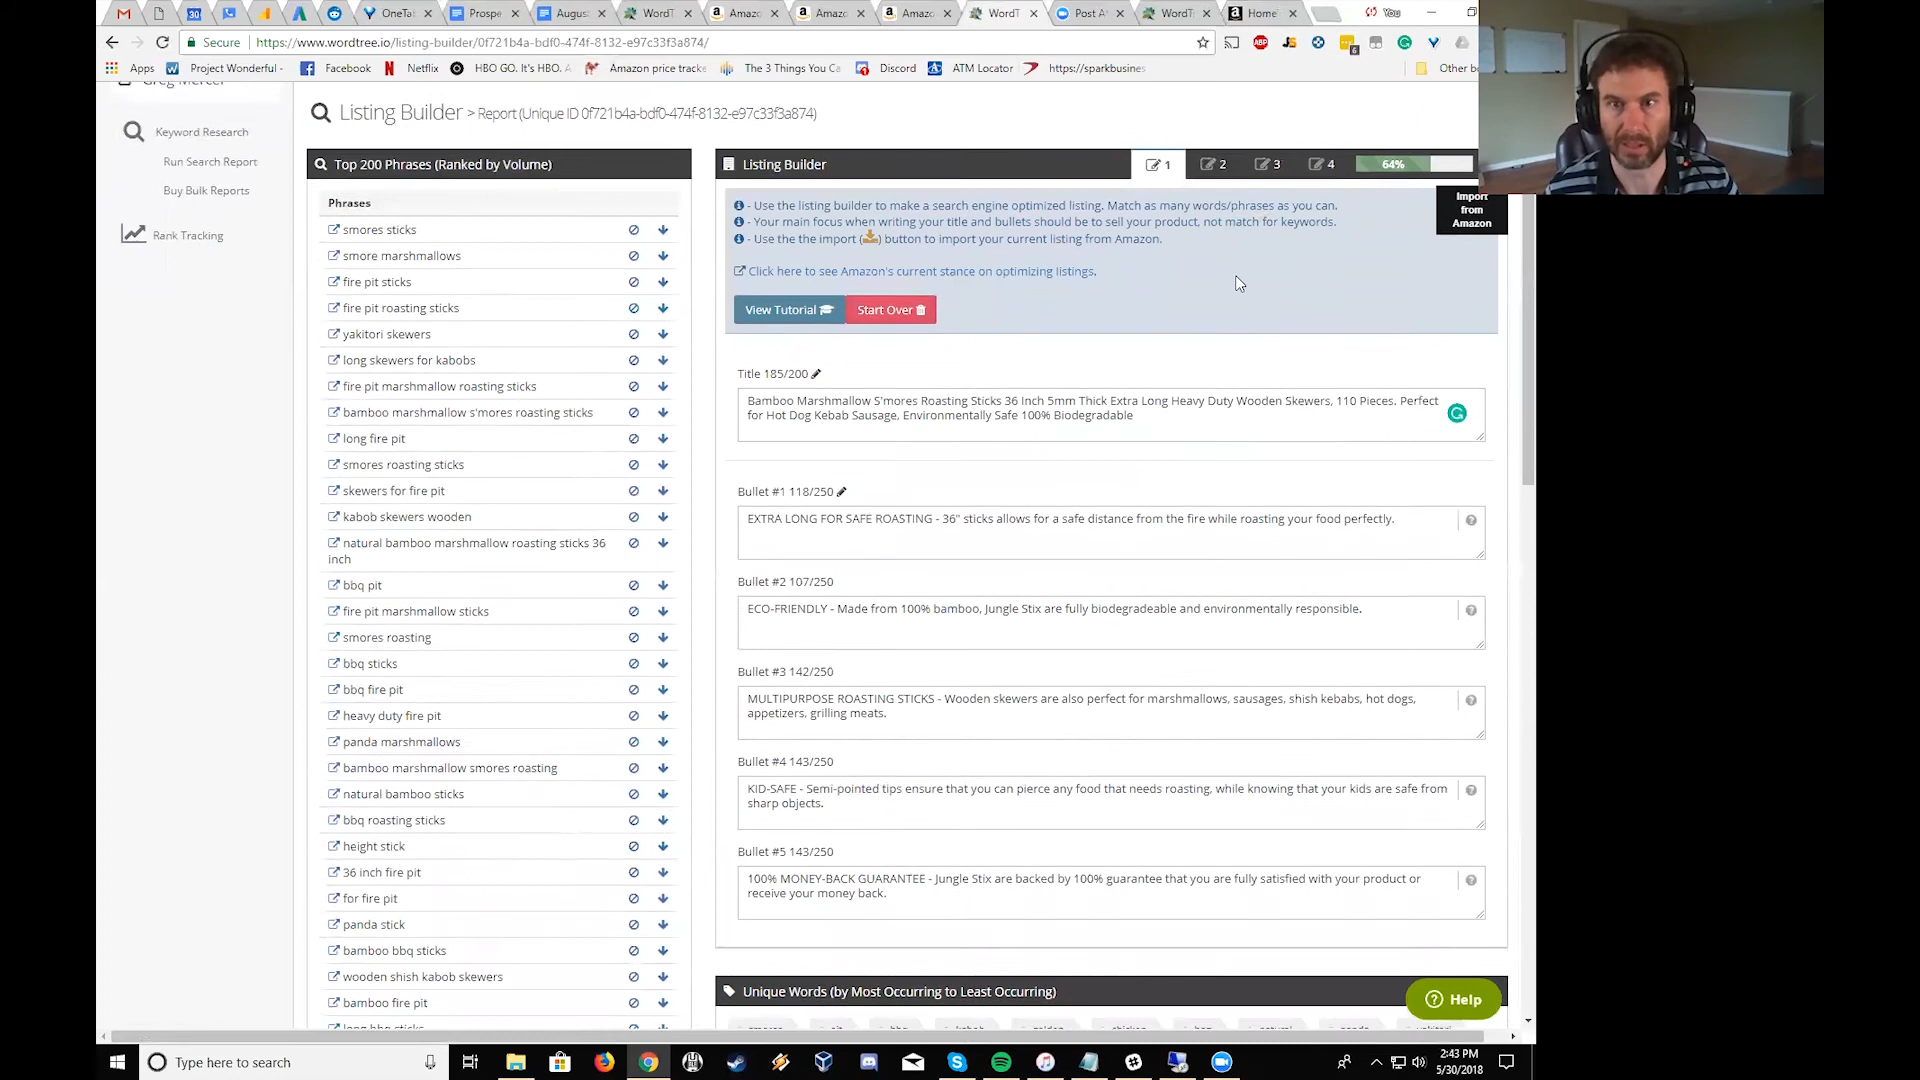 OneTa
Prospe
Augus
WordT
Amazo
Amazo
Amazo
WordT
Post A
WordT
Home
You
Secure
https://www.wordtree.io/listing-builder/0f721b4a-bdf0-474f-8132-e97c33f3a874/
Apps
Project Wonderful -
Facebook
Netflix
HBO GO. It's HBO. A
Amazon price tracke
The 3 Things You Ca
Discord
ATM Locator
https://sparkbusines
Other bo
Greg Mercer
Keyword Research
Run Search Report
Buy Bulk Reports
Rank Tracking
Listing Builder > Report (Unique ID 0f721b4a-bdf0-474f-8132-e97c33f3a874)
Top 200 Phrases (Ranked by Volume)
Phrases
smores sticks
smore marshmallows
fire pit sticks
fire pit roasting sticks
yakitori skewers
long skewers for kabobs
fire pit marshmallow roasting sticks
bamboo marshmallow s'mores roasting sticks
long fire pit
smores roasting sticks
skewers for fire pit
kabob skewers wooden
natural bamboo marshmallow roasting sticks 36
inch
bbq pit
fire pit marshmallow sticks
smores roasting
bbq sticks
bbq fire pit
heavy duty fire pit
panda marshmallows
bamboo marshmallow smores roasting
natural bamboo sticks
bbq roasting sticks
height stick
36 inch fire pit
for fire pit
panda stick
bamboo bbq sticks
wooden shish kabob skewers
bamboo fire pit
long bbq sticks
Listing Builder
1
2
3
4
64%
Import
from
Amazon
- Use the listing builder to make a search engine optimized listing. Match as many words/phrases as you can.
- Your main focus when writing your title and bullets should be to sell your product, not match for keywords.
- Use the the import ( ) button to import your current listing from Amazon.
Click here to see Amazon's current stance on optimizing listings.
View Tutorial
Start Over
Title 185/200
Bamboo Marshmallow S'mores Roasting Sticks 36 Inch 5mm Thick Extra Long Heavy Duty Wooden Skewers, 110 Pieces. Perfect
for Hot Dog Kebab Sausage, Environmentally Safe 100% Biodegradable
Bullet #1 118/250
EXTRA LONG FOR SAFE ROASTING - 36" sticks allows for a safe distance from the fire while roasting your food perfectly.
Bullet #2 107/250
ECO-FRIENDLY - Made from 100% bamboo, Jungle Stix are fully biodegradeable and environmentally responsible.
Bullet #3 142/250
MULTIPURPOSE ROASTING STICKS - Wooden skewers are also perfect for marshmallows, sausages, shish kebabs, hot dogs,
appetizers, grilling meats.
Bullet #4 143/250
KID-SAFE - Semi-pointed tips ensure that you can pierce any food that needs roasting, while knowing that your kids are safe from
sharp objects.
Bullet #5 143/250
100% MONEY-BACK GUARANTEE - Jungle Stix are backed by 100% guarantee that you are fully satisfied with your product or
receive your money back.
Unique Words (by Most Occurring to Least Occurring)
Help
Type here to search
2:43 PM
5/30/2018